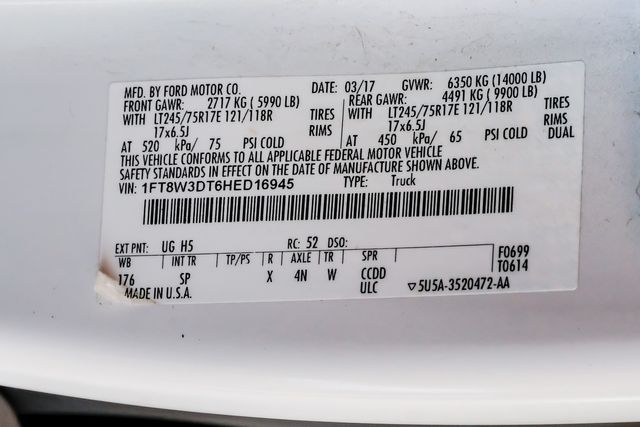 MFD. BY FORD MOTOR CO. DATE: 03/17 GVWR: 6350 KG (14000 LB)
FRONT GAWR: 2717 KG ( 5990 LB) REAR GAWR: 4491 KG ( 9900 LB)
WITH LT245/75R17E 121/118R TIRES WITH LT245/75R17E 121/118R TIRES
17x6.5J RIMS 17x6.5J RIMS
AT 520 kPa/ 75 PSI COLD AT 450 kPa/ 65 PSI COLD DUAL
THIS VEHICLE CONFORMS TO ALL APPLICABLE FEDERAL MOTOR VEHICLE
SAFETY STANDARDS IN EFFECT ON THE DATE OF MANUFACTURE SHOWN ABOVE.
VIN: 1FT8W3DT6HED16945 TYPE: Truck
EXT PNT: UG H5 RC: 52 DSO:
WB INT TR TP/PS R AXLE TR SPR F0699
T0614
176 5P X 4N W CCDD
ULC ▽5U5A-3520472-AA
MADE IN U.S.A.